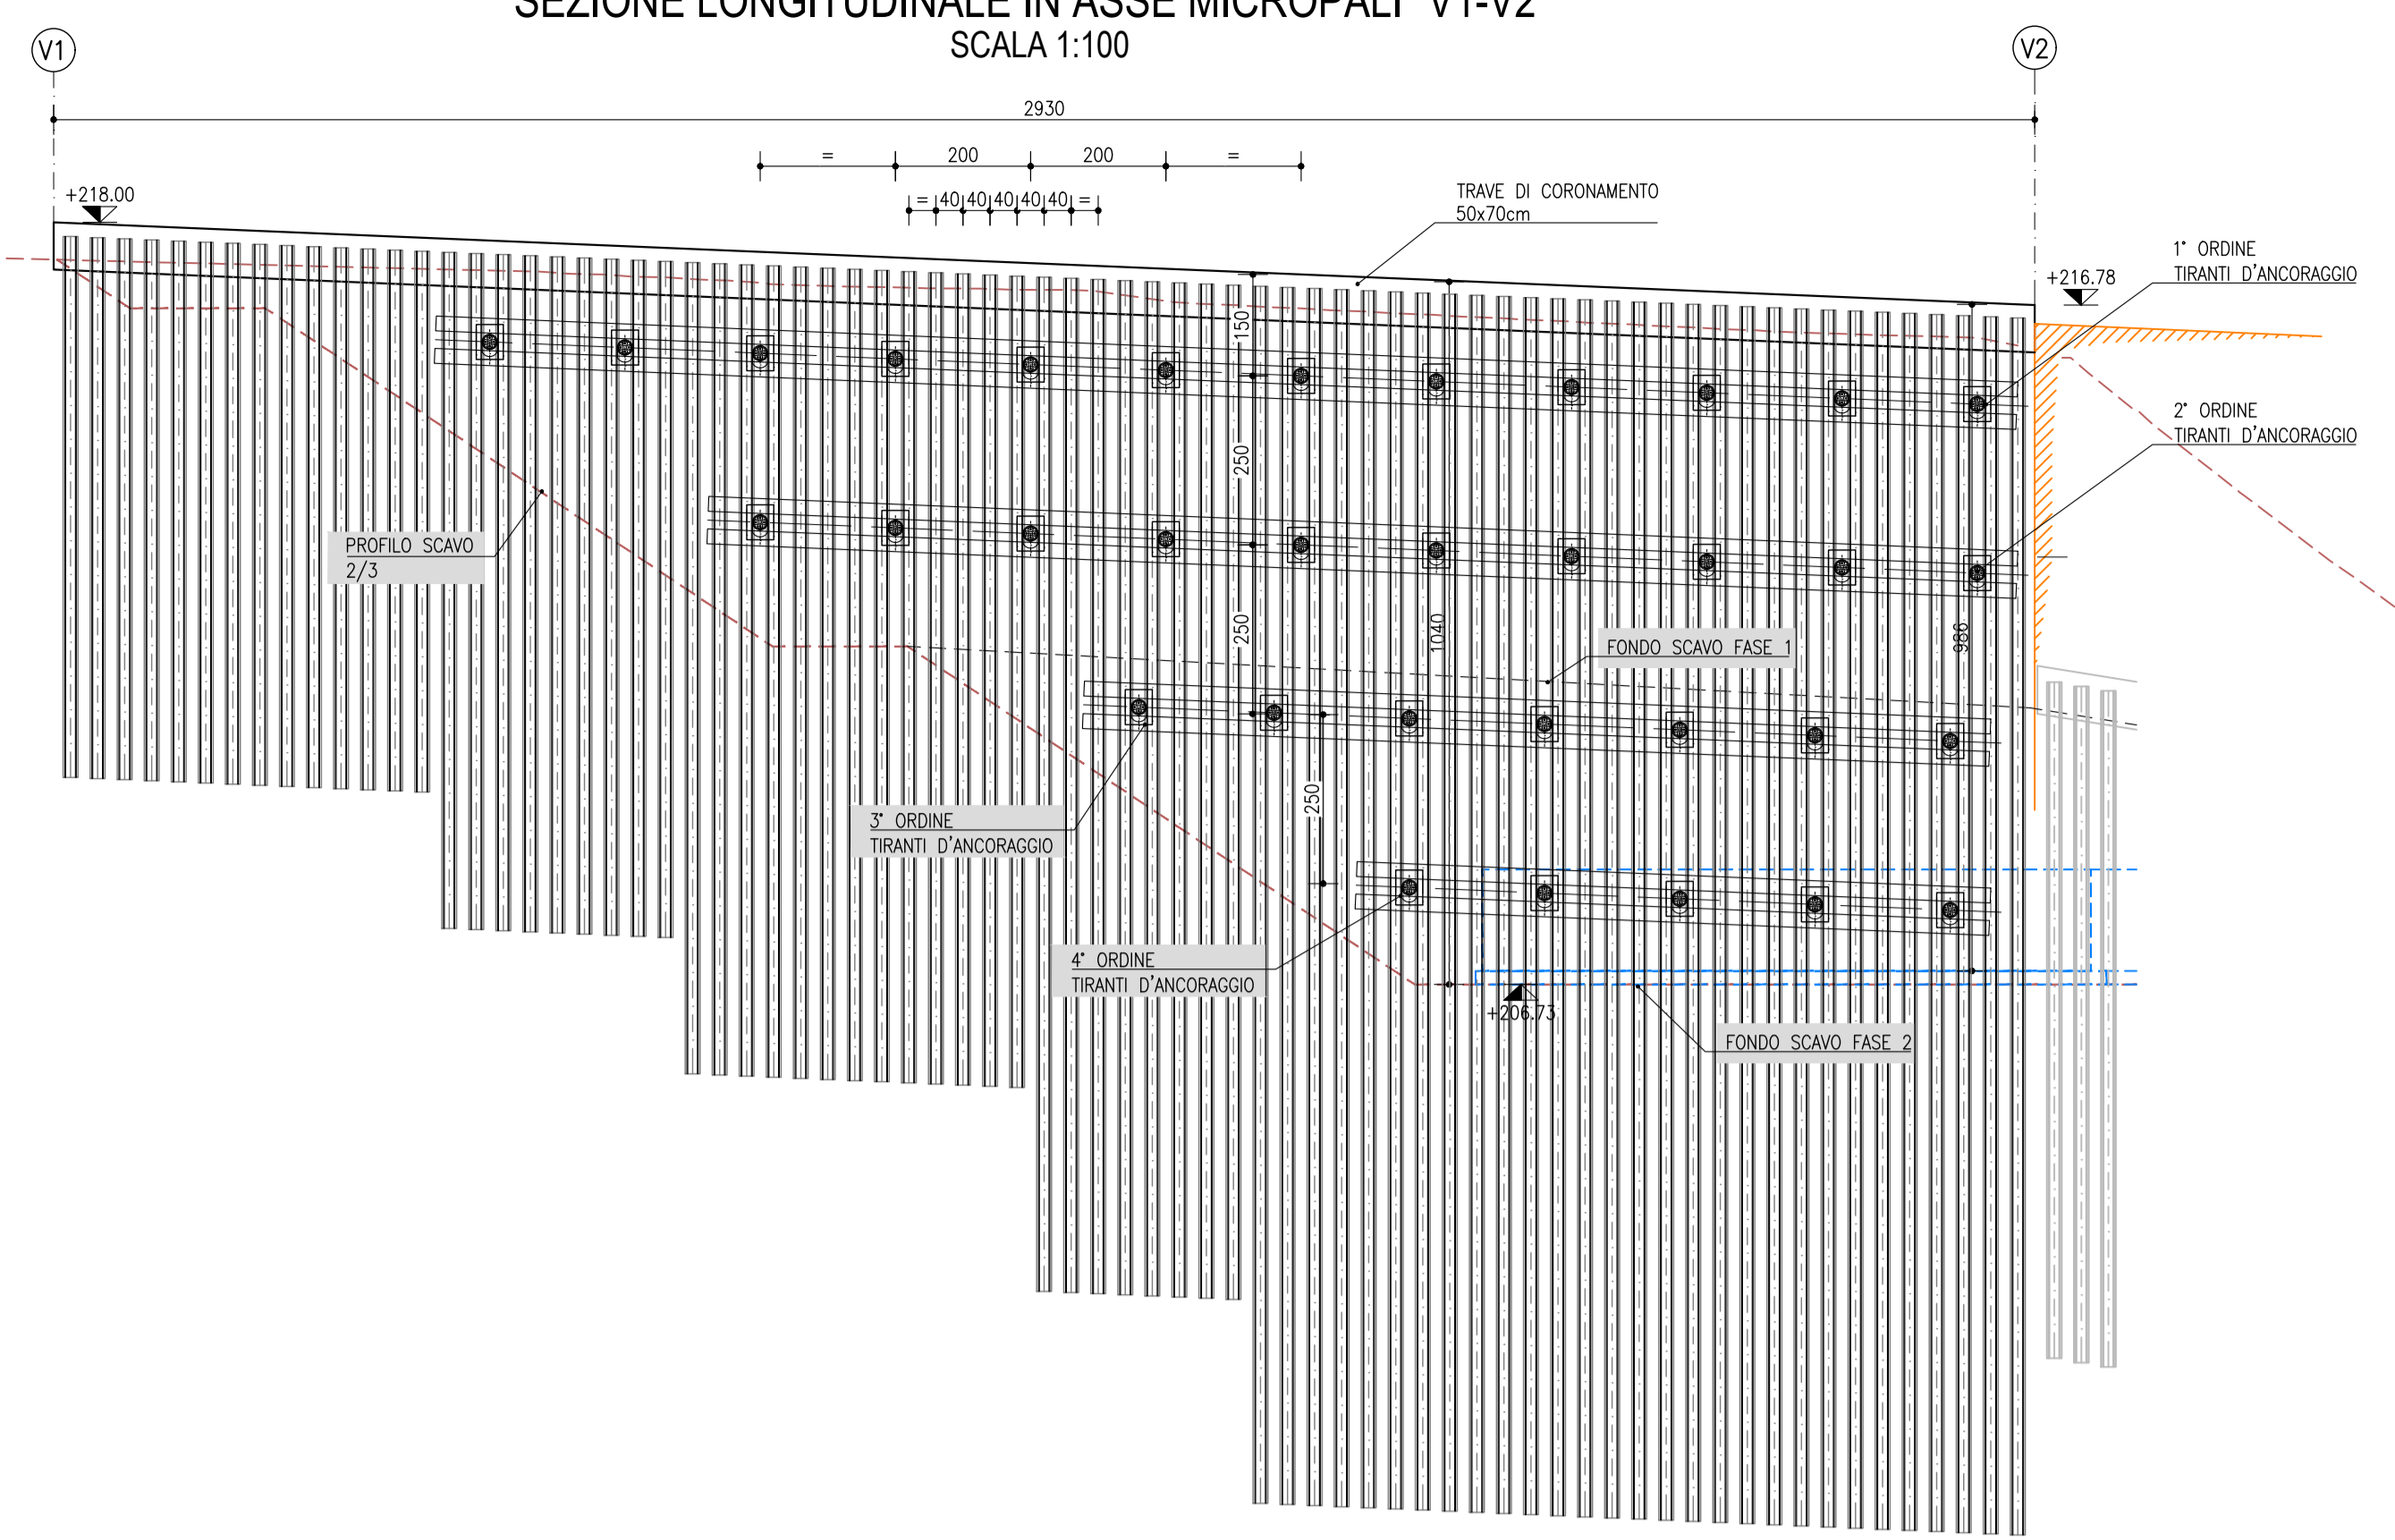 SEZIONE LONGITUDINALE IN ASSE MICROPALI V1-V2
SCALA 1:100
V1
V2
2930
= 200 200 =
= 40 40 40 40 40 =
+218.00
TRAVE DI CORONAMENTO
50x70cm
1° ORDINE
TIRANTI D'ANCORAGGIO
+216.78
150
2° ORDINE
TIRANTI D'ANCORAGGIO
250
PROFILO SCAVO
2/3
250
1040
986
FONDO SCAVO FASE 1
250
3° ORDINE
TIRANTI D'ANCORAGGIO
4° ORDINE
TIRANTI D'ANCORAGGIO
+206.73
FONDO SCAVO FASE 2